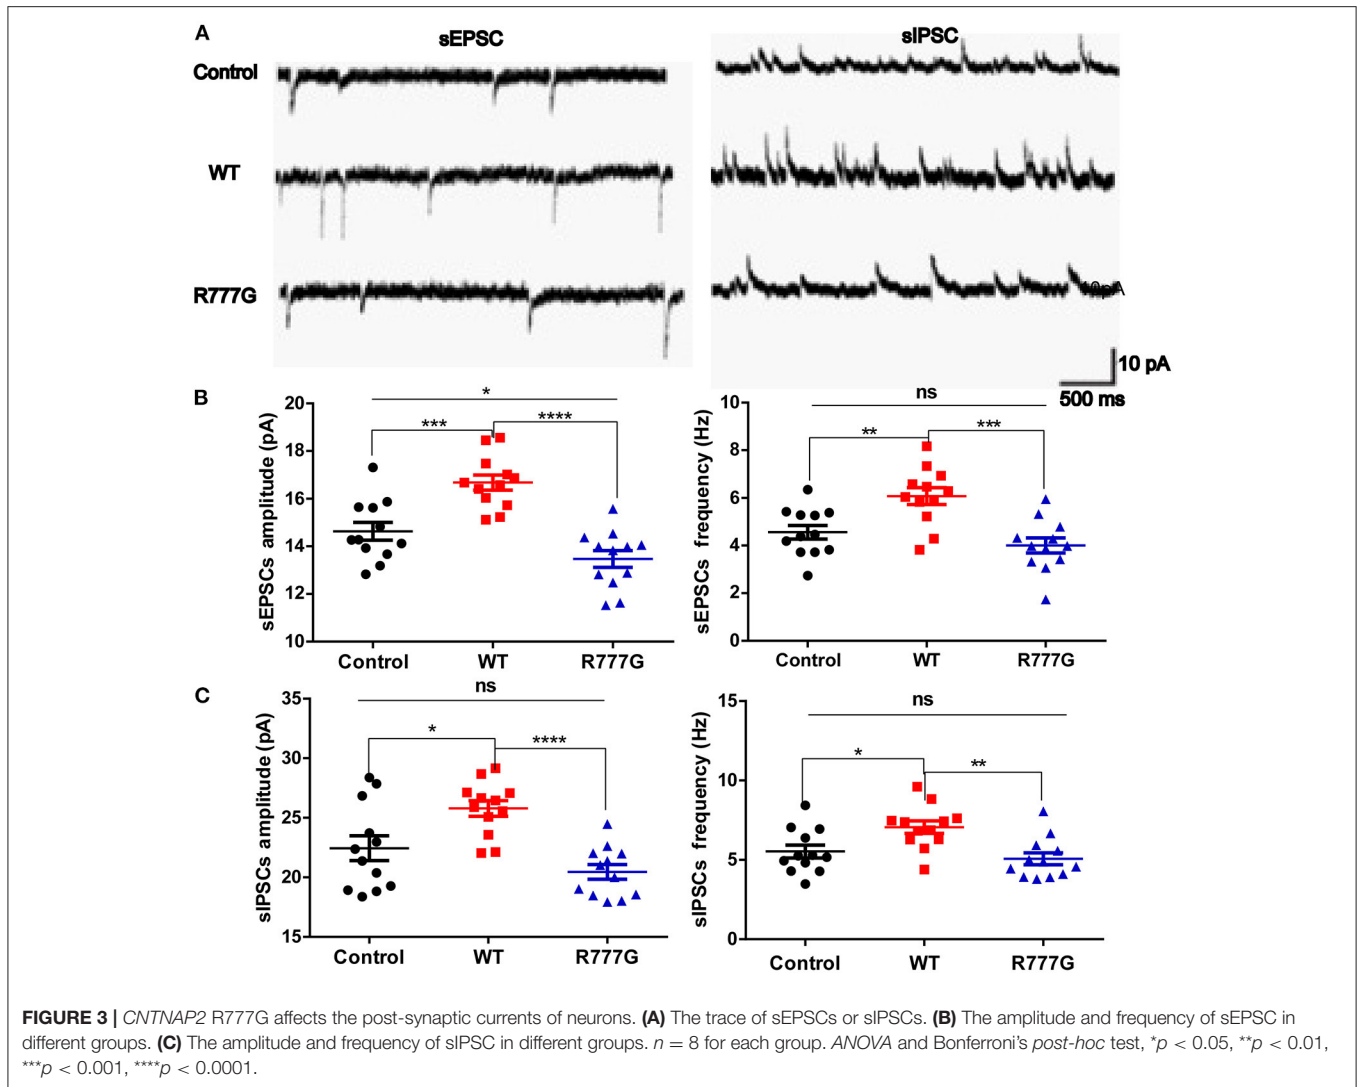 A
sEPSC
sIPSC
Control
WT
R777G
10pA
10 pA
500 ms
B
sEPSCs amplitude (pA)
20
18
16
14
12
10
*
***
****
Control
WT
R777G
sEPSCs frequency (Hz)
10
8
6
4
2
0
ns
**
***
Control
WT
R777G
C
sIPSCs amplitude (pA)
35
30
25
20
15
ns
*
****
Control
WT
R777G
sIPSCs frequency (Hz)
15
10
5
0
ns
*
**
Control
WT
R777G
FIGURE 3 | CNTNAP2 R777G affects the post-synaptic currents of neurons. (A) The trace of sEPSCs or sIPSCs. (B) The amplitude and frequency of sEPSC in
different groups. (C) The amplitude and frequency of sIPSC in different groups. n = 8 for each group. ANOVA and Bonferroni's post-hoc test, *p < 0.05, **p < 0.01,
***p < 0.001, ****p < 0.0001.